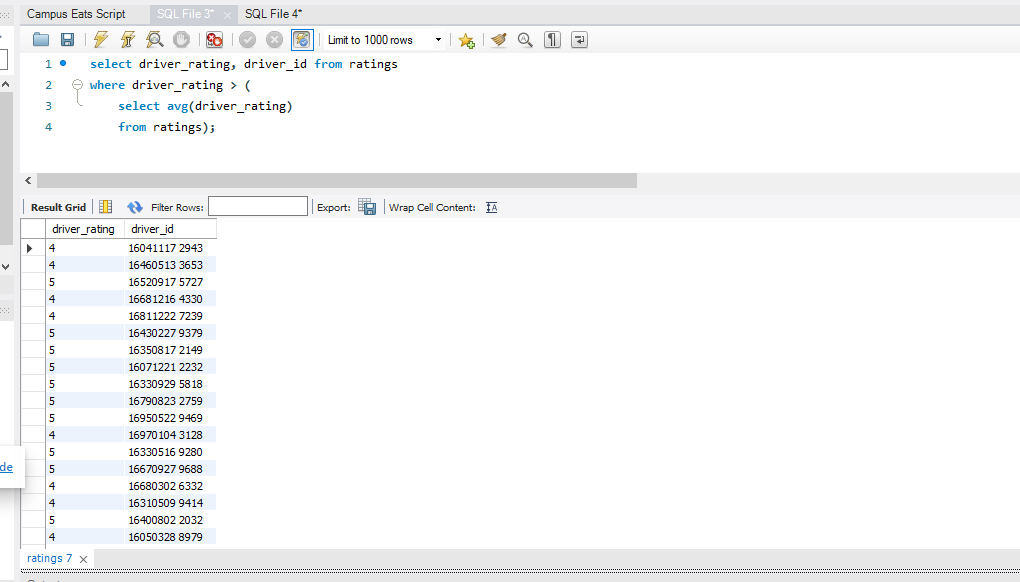 Campus Eats Script SQL File 3* SQL File 4*
Limit to 1000 rows
1 select driver_rating, driver_id from ratings
2 where driver_rating > (
3 select avg(driver_rating)
4 from ratings);
Result Grid Filter Rows: Export: Wrap Cell Content: IA
driver_rating driver_id
4 16041117 2943
4 16460513 3653
5 16520917 5727
4 16681216 4330
4 16811222 7239
5 16430227 9379
5 16350817 2149
5 16071221 2232
5 16330929 5818
5 16790823 2759
5 16950522 9469
4 16970104 3128
5 16330516 9280
de
5 16670927 9688
4 16680302 6332
4 16310509 9414
5 16400802 2032
4 16050328 8979
ratings 7